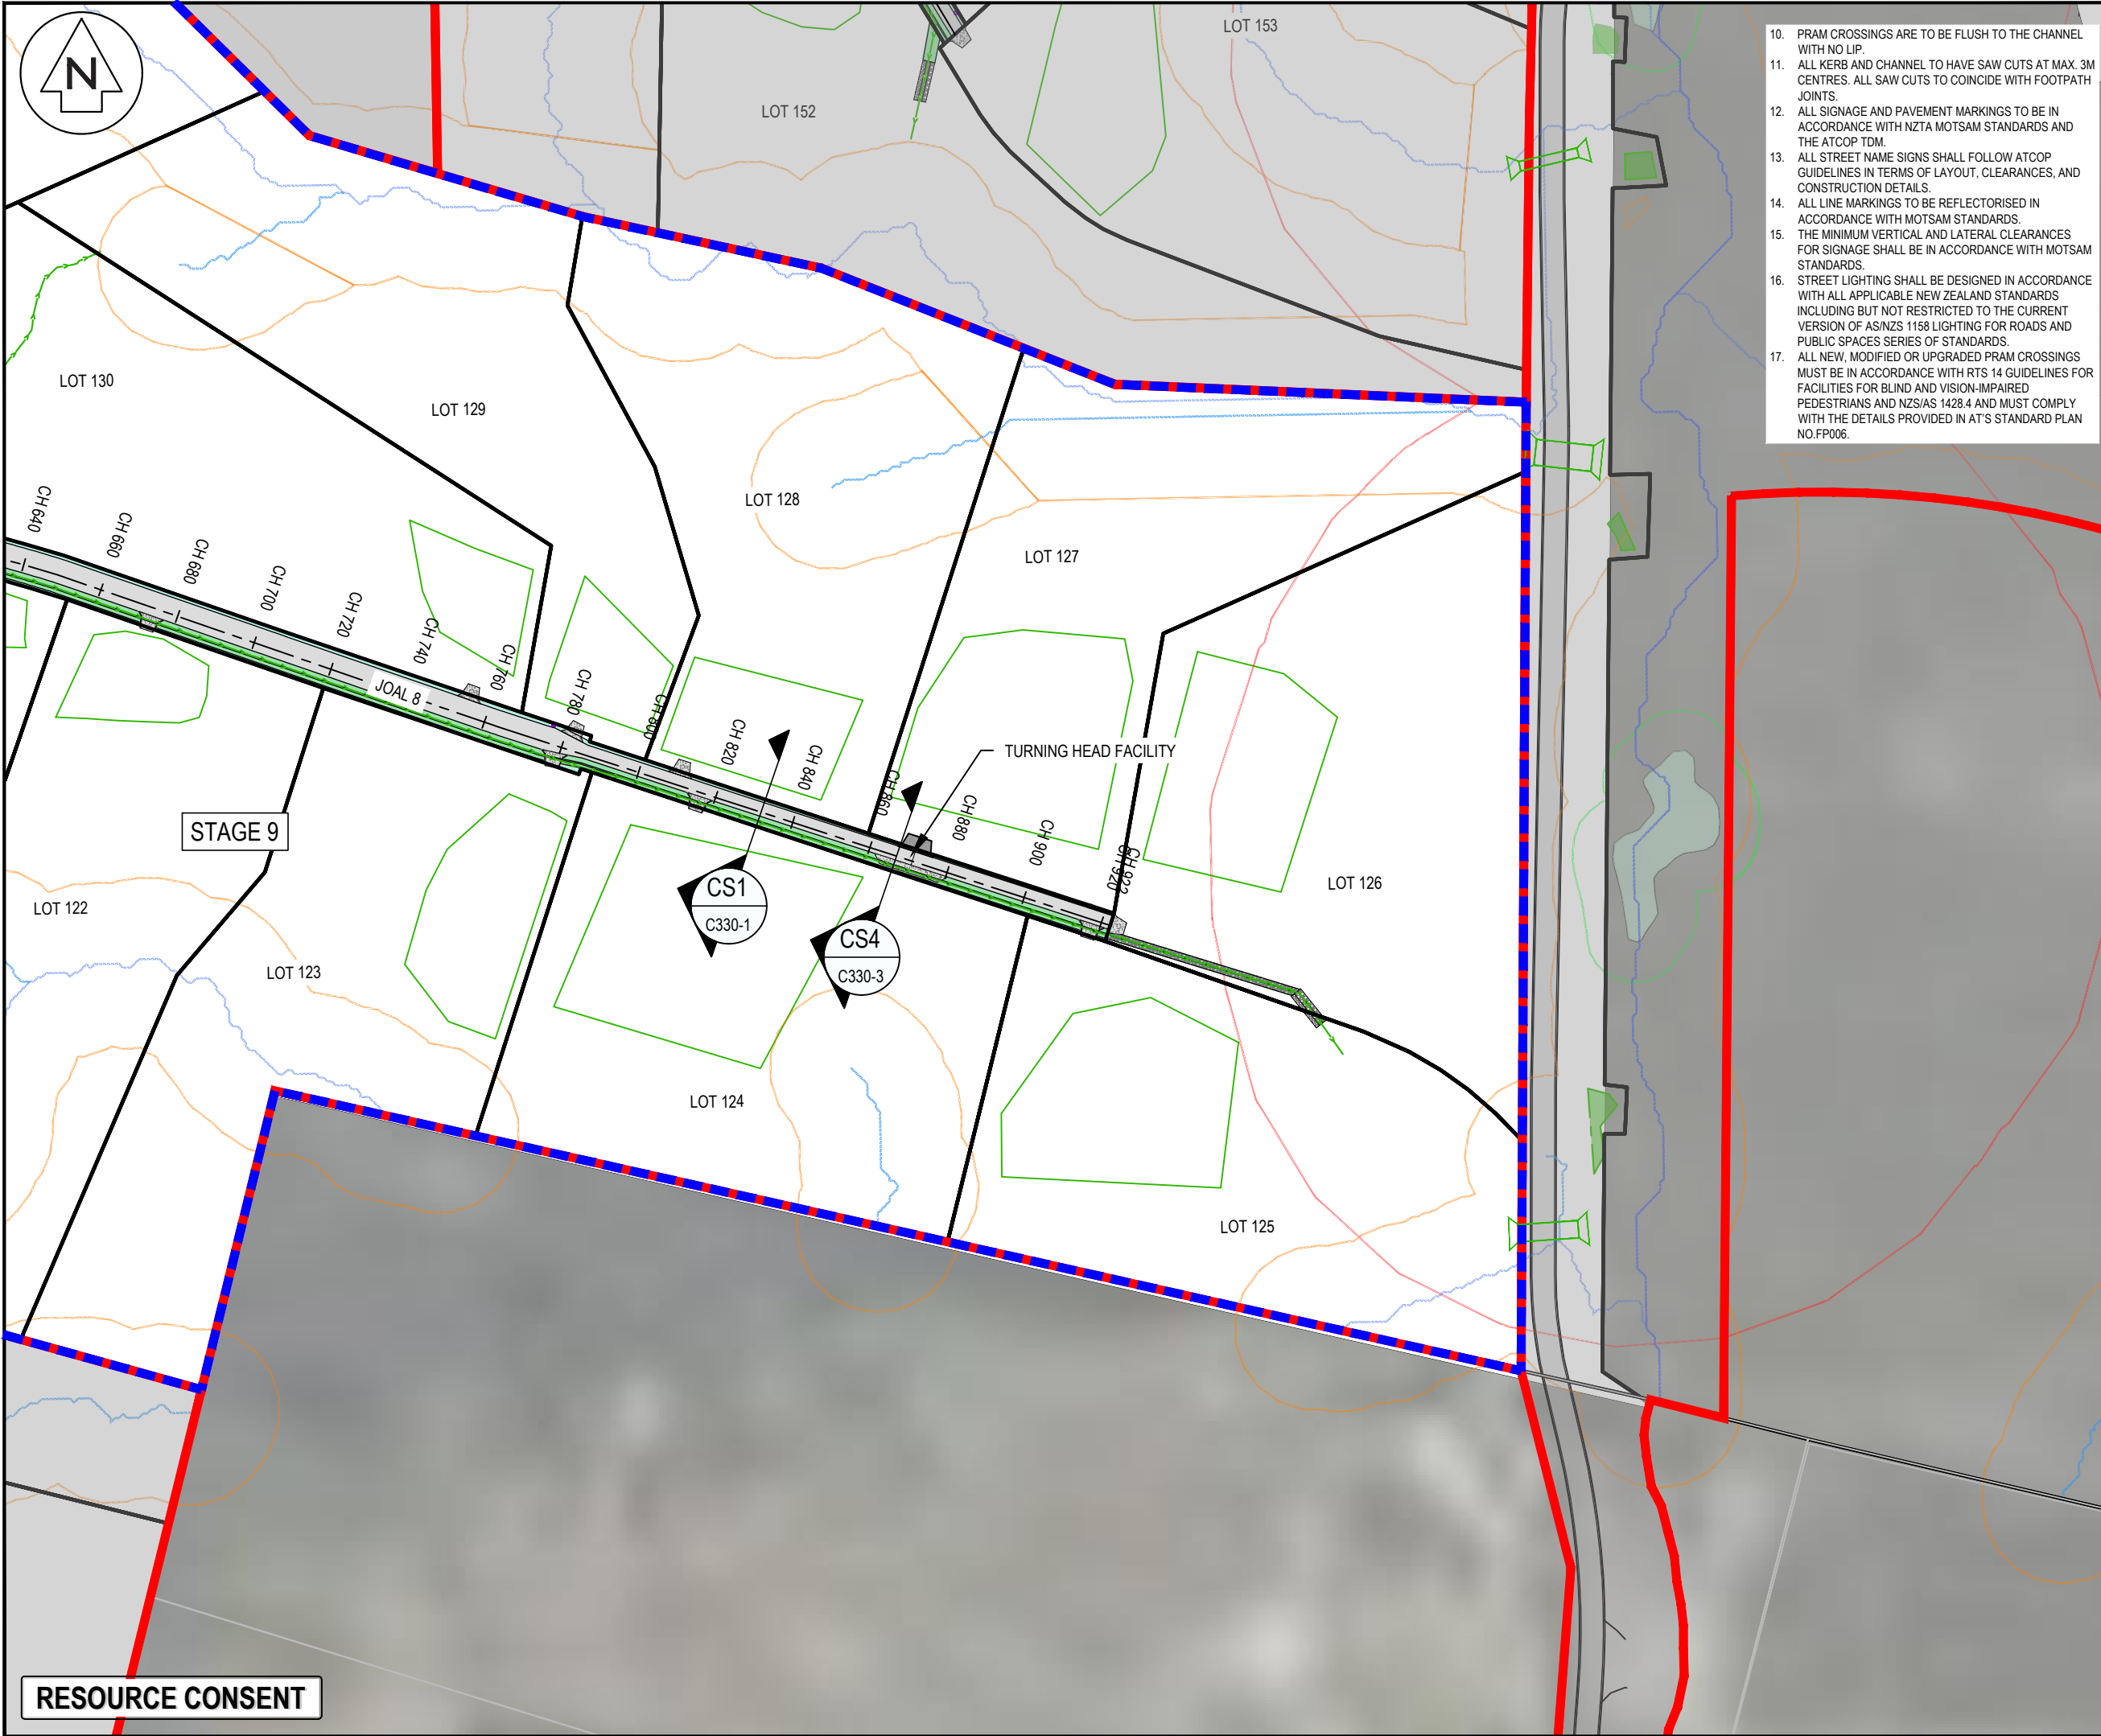 N
LOT 153
LOT 152
10. PRAM CROSSINGS ARE TO BE FLUSH TO THE CHANNEL
WITH NO LIP.
11. ALL KERB AND CHANNEL TO HAVE SAW CUTS AT MAX. 3M
CENTRES. ALL SAW CUTS TO COINCIDE WITH FOOTPATH
JOINTS.
12. ALL SIGNAGE AND PAVEMENT MARKINGS TO BE IN
ACCORDANCE WITH NZTA MOTSAM STANDARDS AND
THE ATCOP TDM.
13. ALL STREET NAME SIGNS SHALL FOLLOW ATCOP
GUIDELINES IN TERMS OF LAYOUT, CLEARANCES, AND
CONSTRUCTION DETAILS.
14. ALL LINE MARKINGS TO BE REFLECTORISED IN
ACCORDANCE WITH MOTSAM STANDARDS.
15. THE MINIMUM VERTICAL AND LATERAL CLEARANCES
FOR SIGNAGE SHALL BE IN ACCORDANCE WITH MOTSAM
STANDARDS.
16. STREET LIGHTING SHALL BE DESIGNED IN ACCORDANCE
WITH ALL APPLICABLE NEW ZEALAND STANDARDS
INCLUDING BUT NOT RESTRICTED TO THE CURRENT
VERSION OF AS/NZS 1158 LIGHTING FOR ROADS AND
PUBLIC SPACES SERIES OF STANDARDS.
17. ALL NEW, MODIFIED OR UPGRADED PRAM CROSSINGS
MUST BE IN ACCORDANCE WITH RTS 14 GUIDELINES FOR
FACILITIES FOR BLIND AND VISION-IMPAIRED
PEDESTRIANS AND NZS/AS 1428.4 AND MUST COMPLY
WITH THE DETAILS PROVIDED IN AT'S STANDARD PLAN
NO.FP006.
LOT 130
LOT 129
LOT 128
LOT 127
CH 640
CH 660
CH 680
CH 700
CH 720
CH 740
CH 760
CH 780
CH 800
CH 820
CH 840
CH 860
CH 880
CH 900
CH 920
CH 922
JOAL 8
TURNING HEAD FACILITY
STAGE 9
LOT 126
CS1
C330-1
CS4
C330-3
LOT 122
LOT 123
LOT 124
LOT 125
RESOURCE CONSENT